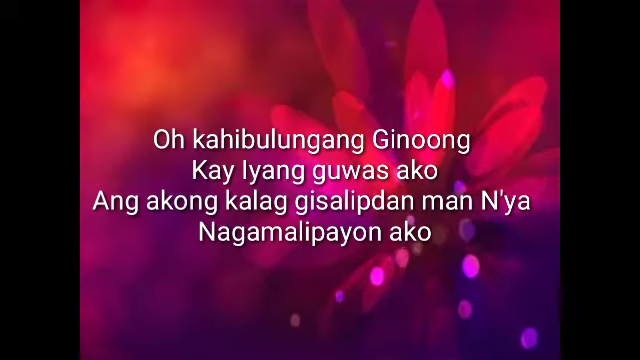 Oh kahibulungang Ginoong
Kay Iyang guwas ako
Ang akong kalag gisalipdan man N'ya
Nagamalipayon ako